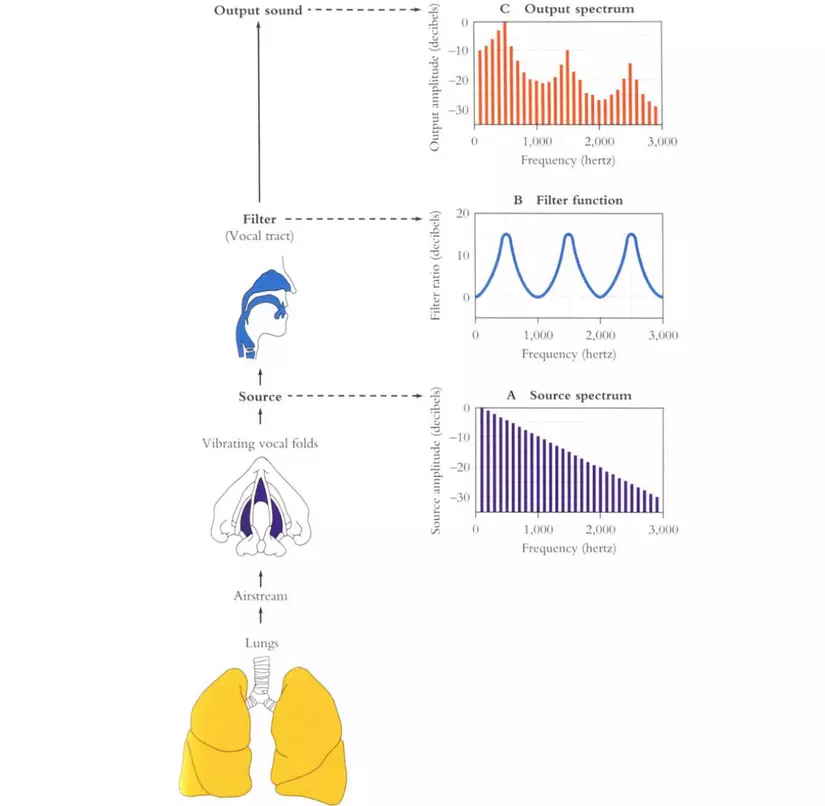 Output sound
C Output spectrum
Output amplitude (decibels)
0
−10
−20
−30
0 1,000 2,000 3,000
Frequency (hertz)
Filter
(Vocal tract)
B Filter function
Filter ratio (decibels)
20
10
0
0 1,000 2,000 3,000
Frequency (hertz)
Source
A Source spectrum
Source amplitude (decibels)
0
−10
−20
−30
0 1,000 2,000 3,000
Frequency (hertz)
Vibrating vocal folds
Airstream
Lungs